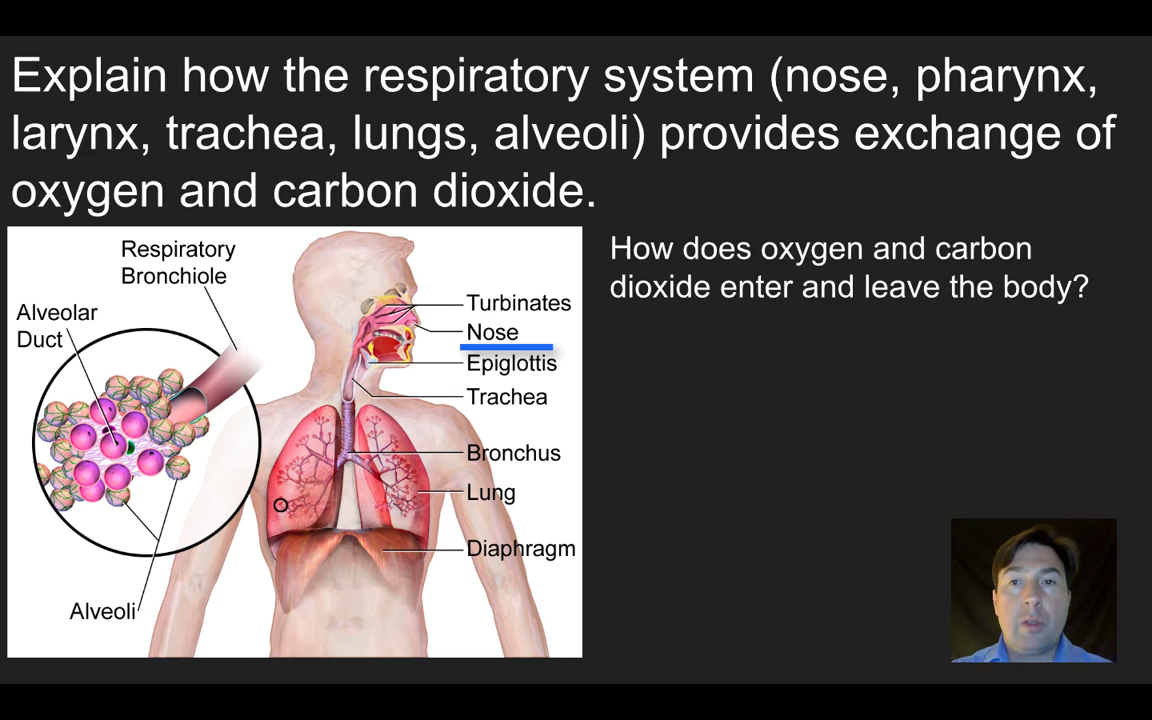 Explain how the respiratory system (nose, pharynx,
larynx, trachea, lungs, alveoli) provides exchange of
oxygen and carbon dioxide.
How does oxygen and carbon
dioxide enter and leave the body?
Respiratory
Bronchiole
Alveolar
Duct
Alveoli
Turbinates
Nose
Epiglottis
Trachea
Bronchus
Lung
Diaphragm